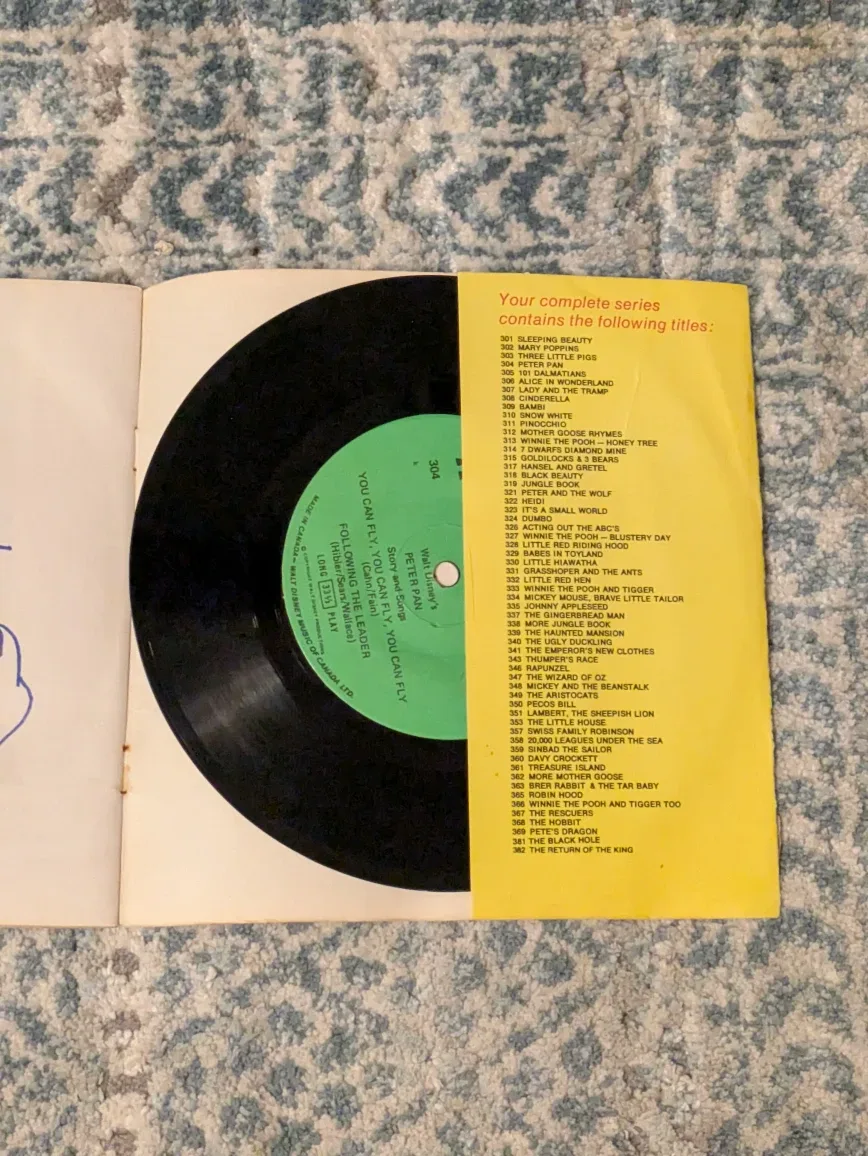 304
Walt Disney's
PETER PAN
Story and Songs
(Cahn/Fain)
YOU CAN FLY, YOU CAN FLY, YOU CAN FLY
FOLLOWING THE LEADER
(Hibler/Sears/Wallace)
LONG 33⅓ PLAY
MADE IN CANADA – WALT DISNEY MUSIC OF CANADA LTD.
Your complete series
contains the following titles:
301 SLEEPING BEAUTY
302 MARY POPPINS
303 THREE LITTLE PIGS
304 PETER PAN
305 101 DALMATIANS
306 ALICE IN WONDERLAND
307 LADY AND THE TRAMP
308 CINDERELLA
309 BAMBI
310 SNOW WHITE
311 PINOCCHIO
312 MOTHER GOOSE RHYMES
313 WINNIE THE POOH – HONEY TREE
314 7 DWARFS DIAMOND MINE
315 GOLDILOCKS & 3 BEARS
317 HANSEL AND GRETEL
318 BLACK BEAUTY
319 JUNGLE BOOK
321 PETER AND THE WOLF
322 HEIDI
323 IT'S A SMALL WORLD
324 DUMBO
326 ACTING OUT THE ABC'S
327 WINNIE THE POOH – BLUSTERY DAY
328 LITTLE RED RIDING HOOD
329 BABES IN TOYLAND
330 LITTLE HIAWATHA
331 GRASSHOPPER AND THE ANTS
332 LITTLE RED HEN
333 WINNIE THE POOH AND TIGGER
334 MICKEY MOUSE, BRAVE LITTLE TAILOR
335 JOHNNY APPLESEED
337 THE GINGERBREAD MAN
338 MORE JUNGLE BOOK
339 THE HAUNTED MANSION
340 THE UGLY DUCKLING
341 THE EMPEROR'S NEW CLOTHES
343 THUMPER'S RACE
346 RAPUNZEL
347 THE WIZARD OF OZ
348 MICKEY AND THE BEANSTALK
349 THE ARISTOCATS
350 PECOS BILL
351 LAMBERT, THE SHEEPISH LION
353 THE LITTLE HOUSE
357 SWISS FAMILY ROBINSON
358 20,000 LEAGUES UNDER THE SEA
359 SINBAD THE SAILOR
360 DAVY CROCKETT
361 TREASURE ISLAND
362 MORE MOTHER GOOSE
363 BRER RABBIT & THE TAR BABY
365 ROBIN HOOD
366 WINNIE THE POOH AND TIGGER TOO
367 THE RESCUERS
368 THE HOBBIT
369 PETE'S DRAGON
381 THE BLACK HOLE
382 THE RETURN OF THE KING